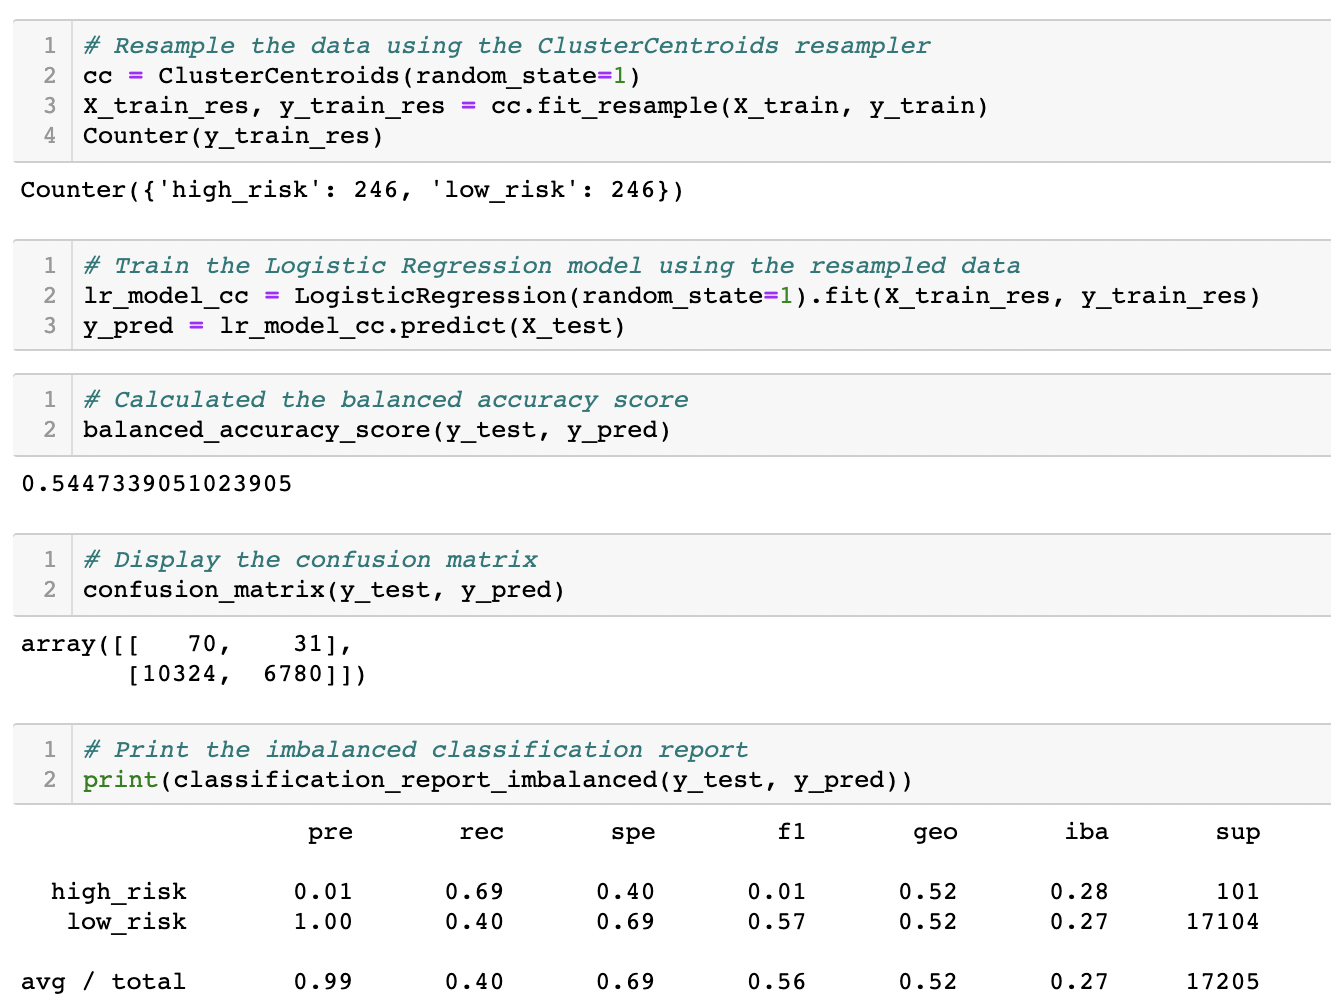 1 # Resample the data using the ClusterCentroids resampler
2 cc = ClusterCentroids(random_state=1)
3 X_train_res, y_train_res = cc.fit_resample(X_train, y_train)
4 Counter(y_train_res)
Counter({'high_risk': 246, 'low_risk': 246})
1 # Train the Logistic Regression model using the resampled data
2 lr_model_cc = LogisticRegression(random_state=1).fit(X_train_res, y_train_res)
3 y_pred = lr_model_cc.predict(X_test)
1 # Calculated the balanced accuracy score
2 balanced_accuracy_score(y_test, y_pred)
0.5447339051023905
1 # Display the confusion matrix
2 confusion_matrix(y_test, y_pred)
array([[   70,    31],
       [10324,  6780]])
1 # Print the imbalanced classification report
2 print(classification_report_imbalanced(y_test, y_pred))
                   pre       rec       spe        f1       geo       iba       sup
  high_risk       0.01      0.69      0.40      0.01      0.52      0.28       101
   low_risk       1.00      0.40      0.69      0.57      0.52      0.27     17104
avg / total       0.99      0.40      0.69      0.56      0.52      0.27     17205